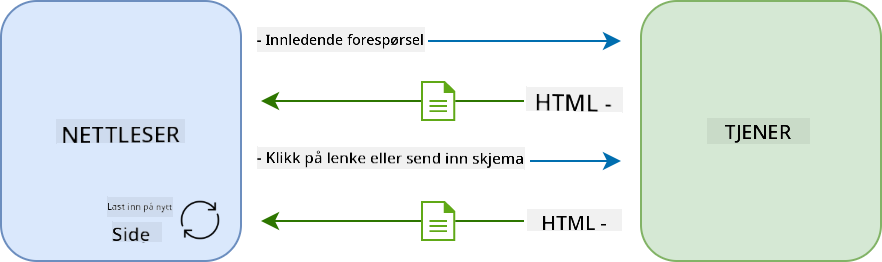 - Innledende forespørsel
HTML -
NETTLESER
TJENER
- Klikk på lenke eller send inn skjema
Last inn på nytt
Side
HTML -